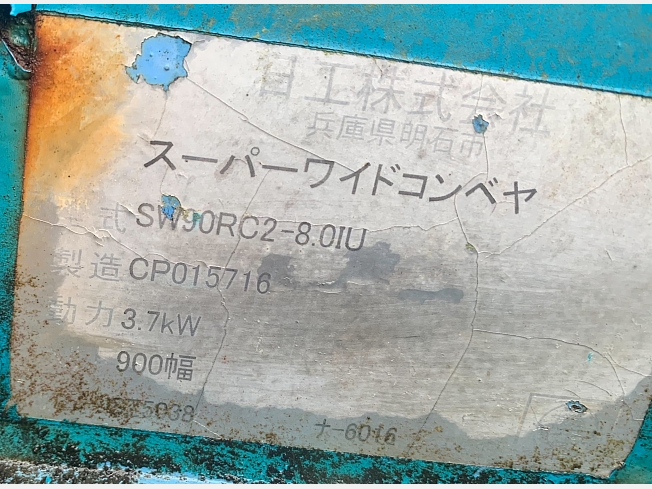 日工株式会社
兵庫県明石市
スーパーワイドコンベヤ
式 SW90RC2-8.0IU
製造 CP015716
動力 3.7kW
900幅
5038 ナ-6016